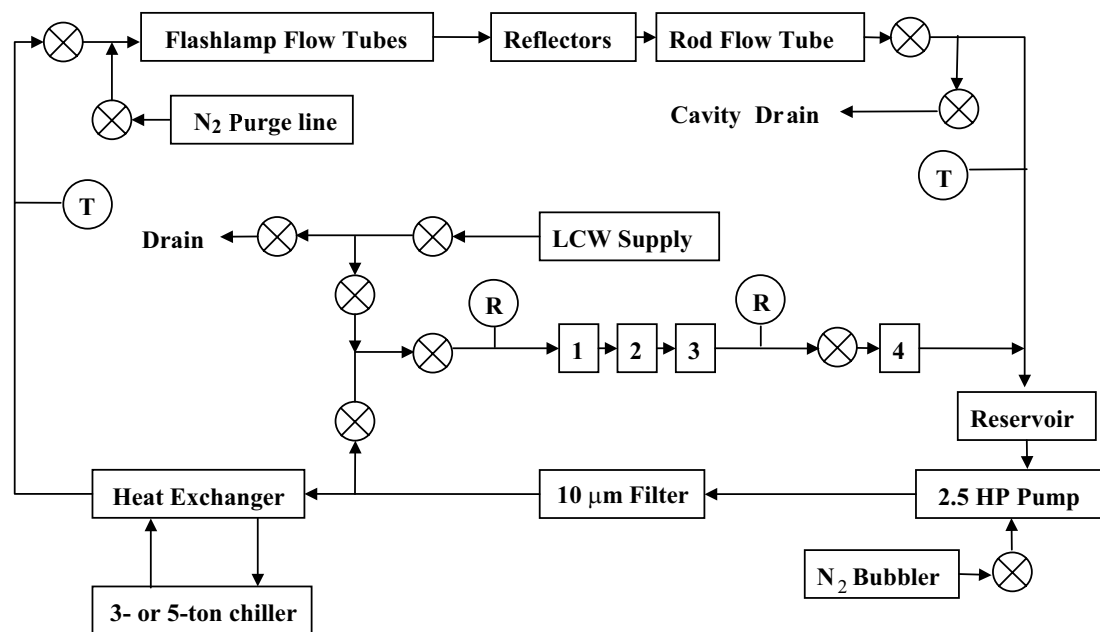 Flashlamp Flow Tubes
Reflectors
Rod Flow Tube
N2 Purge line
Cavity Drain
T
T
Drain
LCW Supply
R
R
1
2
3
4
Reservoir
Heat Exchanger
10 μm Filter
2.5 HP Pump
N2 Bubbler
3- or 5-ton chiller